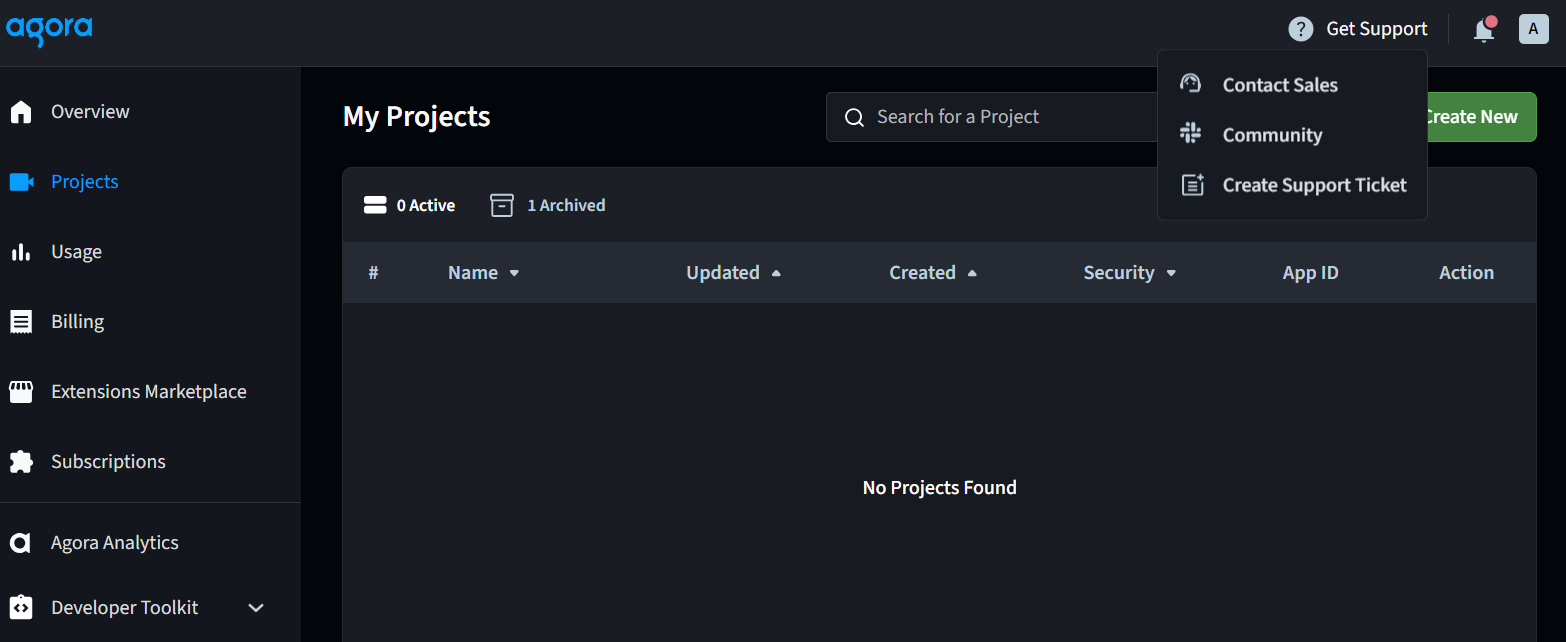 agora
? Get Support
A
Contact Sales
Community
Create Support Ticket
Overview
Projects
Usage
Billing
Extensions Marketplace
Subscriptions
Agora Analytics
Developer Toolkit
My Projects
Search for a Project
Create New
0 Active 1 Archived
# Name Updated Created Security App ID Action
No Projects Found